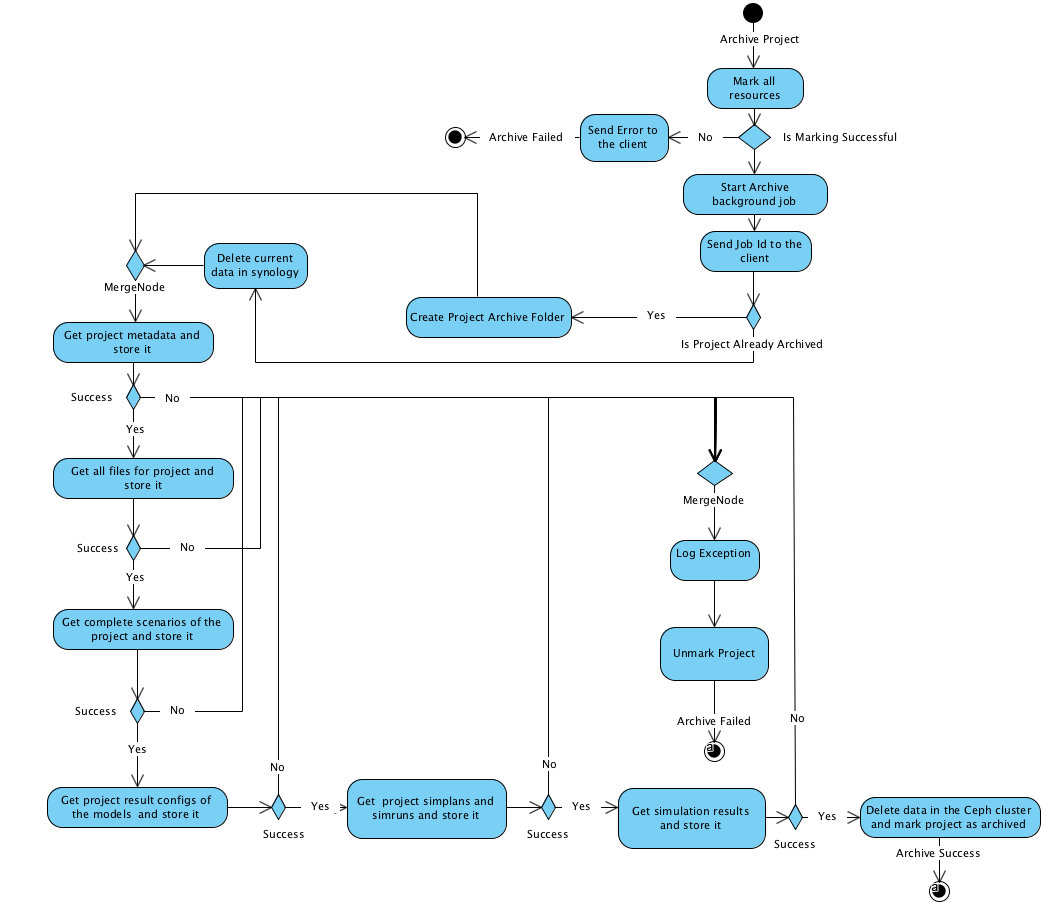 Archive Project
Mark all
resources
Is Marking Successful
No
Send Error to
the client
Archive Failed
Start Archive
background job
Send Job Id to the
client
Is Project Already Archived
Yes
Create Project Archive Folder
Delete current
data in synology
MergeNode
Get project metadata and
store it
Success
No
Yes
Get all files for project and
store it
Success
No
Yes
Get complete scenarios of the
project and store it
Success
No
Yes
Get project result configs of
the models and store it
No
Success
Yes
Get project simplans and
simruns and store it
No
Success
Yes
Get simulation results
and store it
No
Success
Yes
Delete data in the Ceph cluster
and mark project as archived
Archive Success
a
MergeNode
Log Exception
Unmark Project
Archive Failed
a